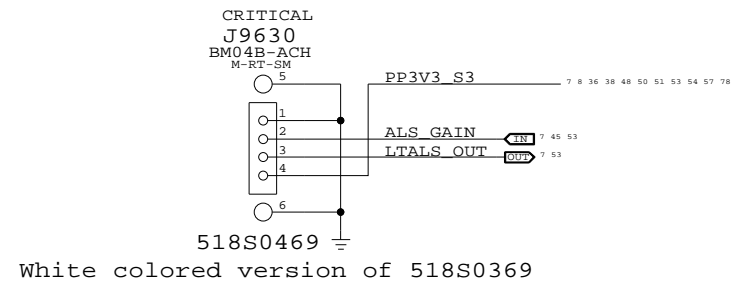 CRITICAL
J9630
BM04B-ACH
M-RT-SM
5
PP3V3_S3
7 8 36 38 48 50 51 53 54 57 78
1
2
ALS_GAIN
IN
7 45 53
3
LTALS_OUT
OUT
7 53
4
6
518S0469
White colored version of 518S0369